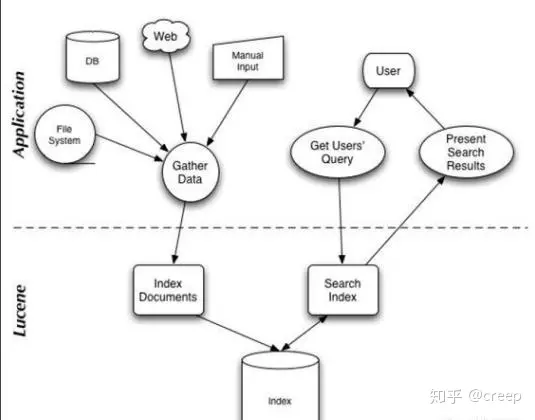 Web
DB
Manual
Input
User
File
System
Application
Gather
Data
Get Users'
Query
Present
Search
Results
Lucene
Index
Documents
Search
Index
Index
知乎 @creep